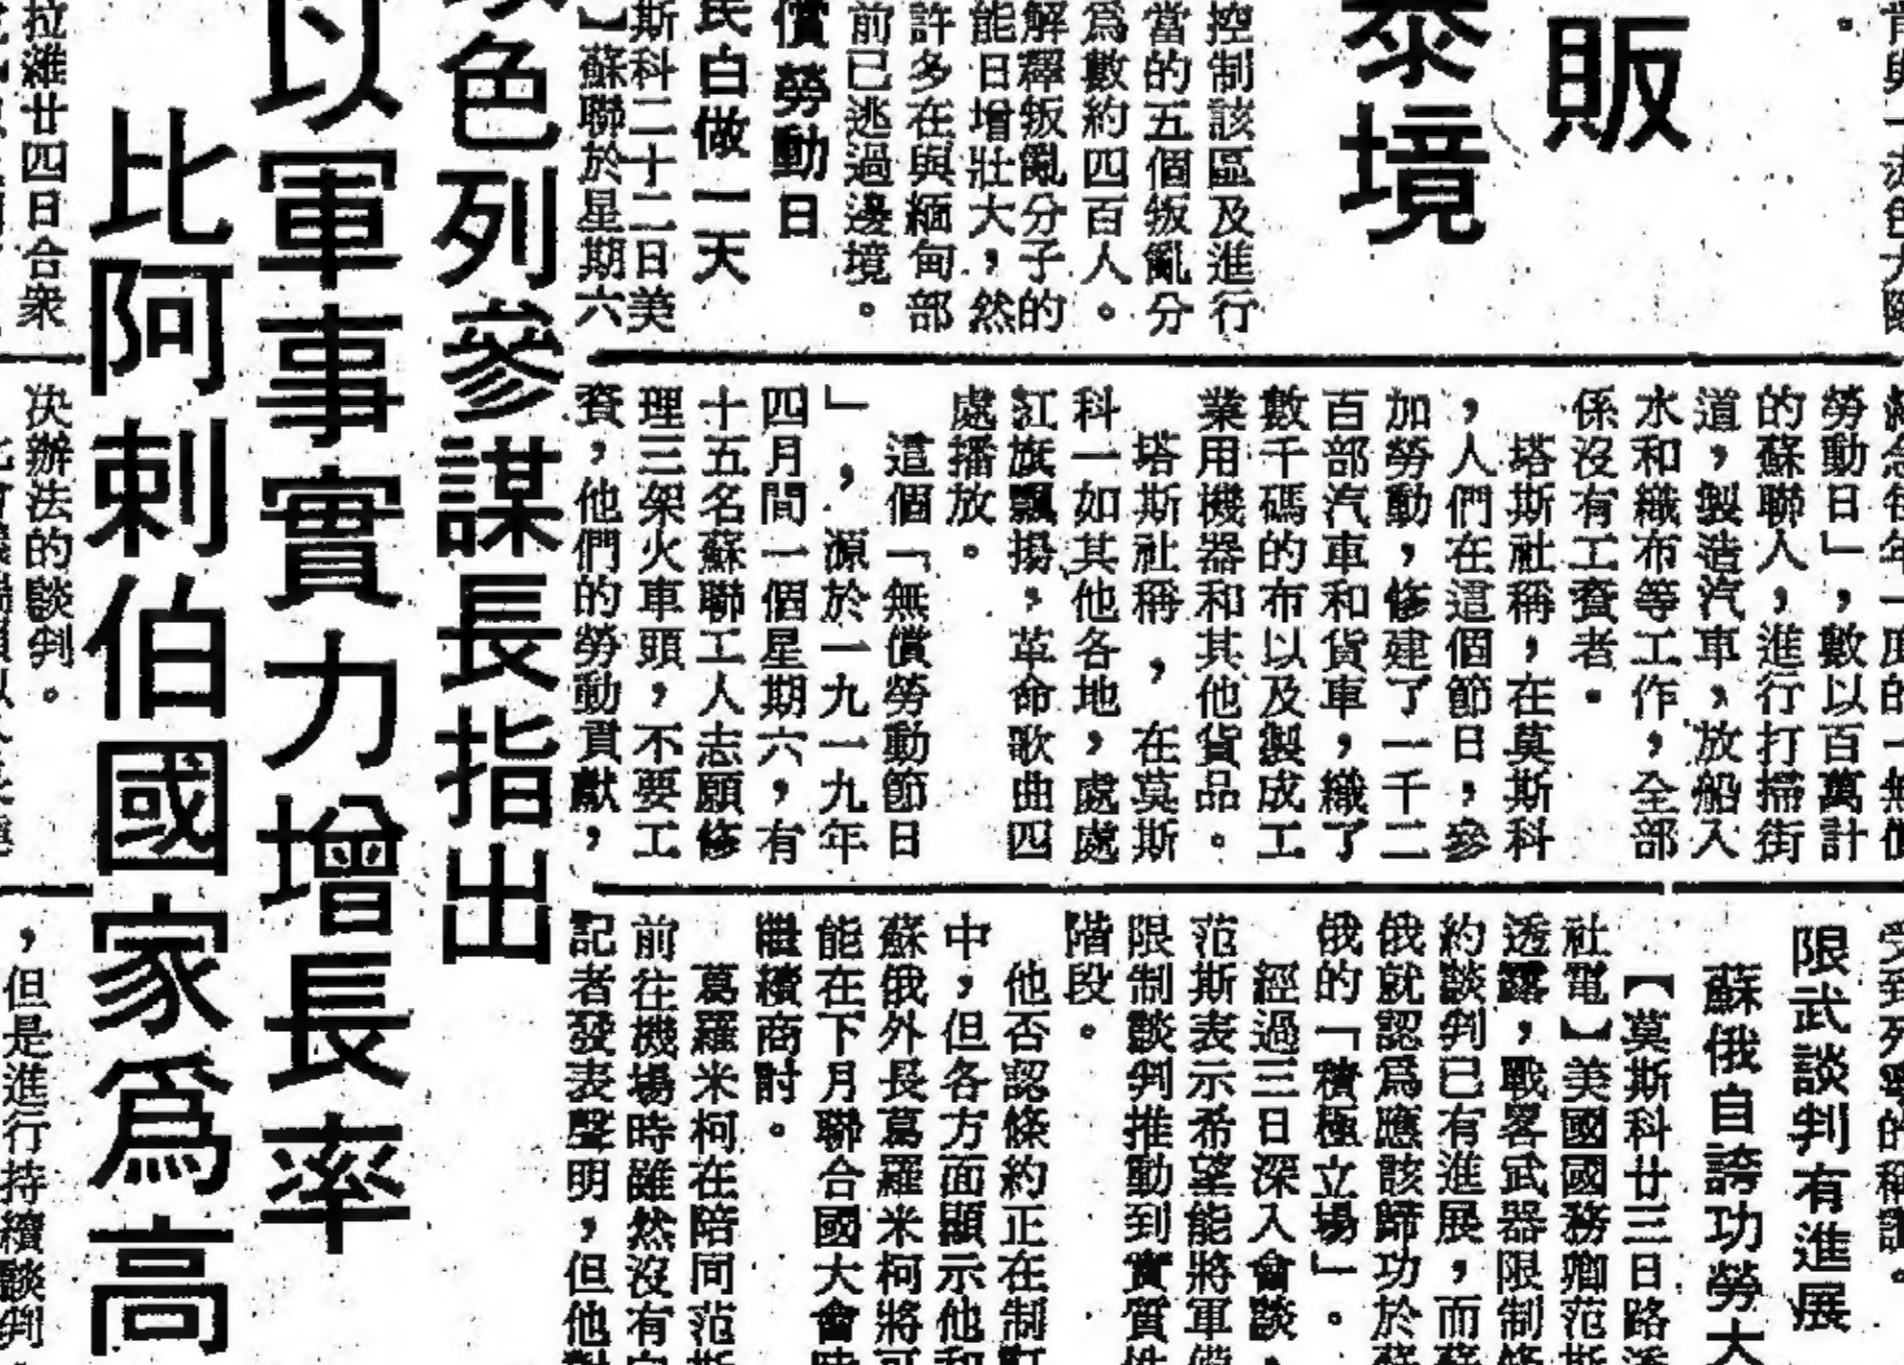 販
泰境
控制該區及進行
當的五個叛亂分
為數約四百人。
解釋叛亂分子的
能日增壯大，然
許多在與緬甸部
前已逃過邊境。
償勞動日
民白做一天
斯科二十二日美
】蘇聯於星期六
勞動日」，數以百萬計
的蘇聯人，進行打掃街
道，製造汽車，放船入
水和織布等工作，全部
係沒有工資者。
塔斯社稱，在莫斯科
，人們在這個節日，參
加勞動，修建了一千二
百部汽車和貨車，織了
數千碼的布以及製成工
業用機器和其他貨品。
塔斯社稱，在莫斯
科一如其他各地，處處
紅旗飄揚，革命歌曲四
處播放。
這個「無償勞動節日
」，源於一九一九年
四月間一個星期六，有
十五名蘇聯工人志願修
理三架火車頭，不要工
資，他們的勞動貢獻，
限武談判有進展
蘇俄自誇功勞大
【莫斯科廿三日路透
社電】美國國務卿范斯
透露，戰畧武器限制條
約談判已有進展，而蘇
俄就認為應該歸功於蘇
俄的「積極立場」。
經過三日深入會談，
范斯表示希望能將軍備
限制談判推動到實質性
階段。
他否認條約正在制訂
中，但各方面顯示他和
蘇俄外長葛羅米柯將可
能在下月聯合國大會時
繼續商討。
葛羅米柯在陪同范斯
前往機場時雖然沒有向
記者發表聲明，但他對
色列參謀長指出
以軍事實力增長率
比阿剌伯國家為高
拉維廿四日合衆
决辦法的談判。
，但是進行持續談判